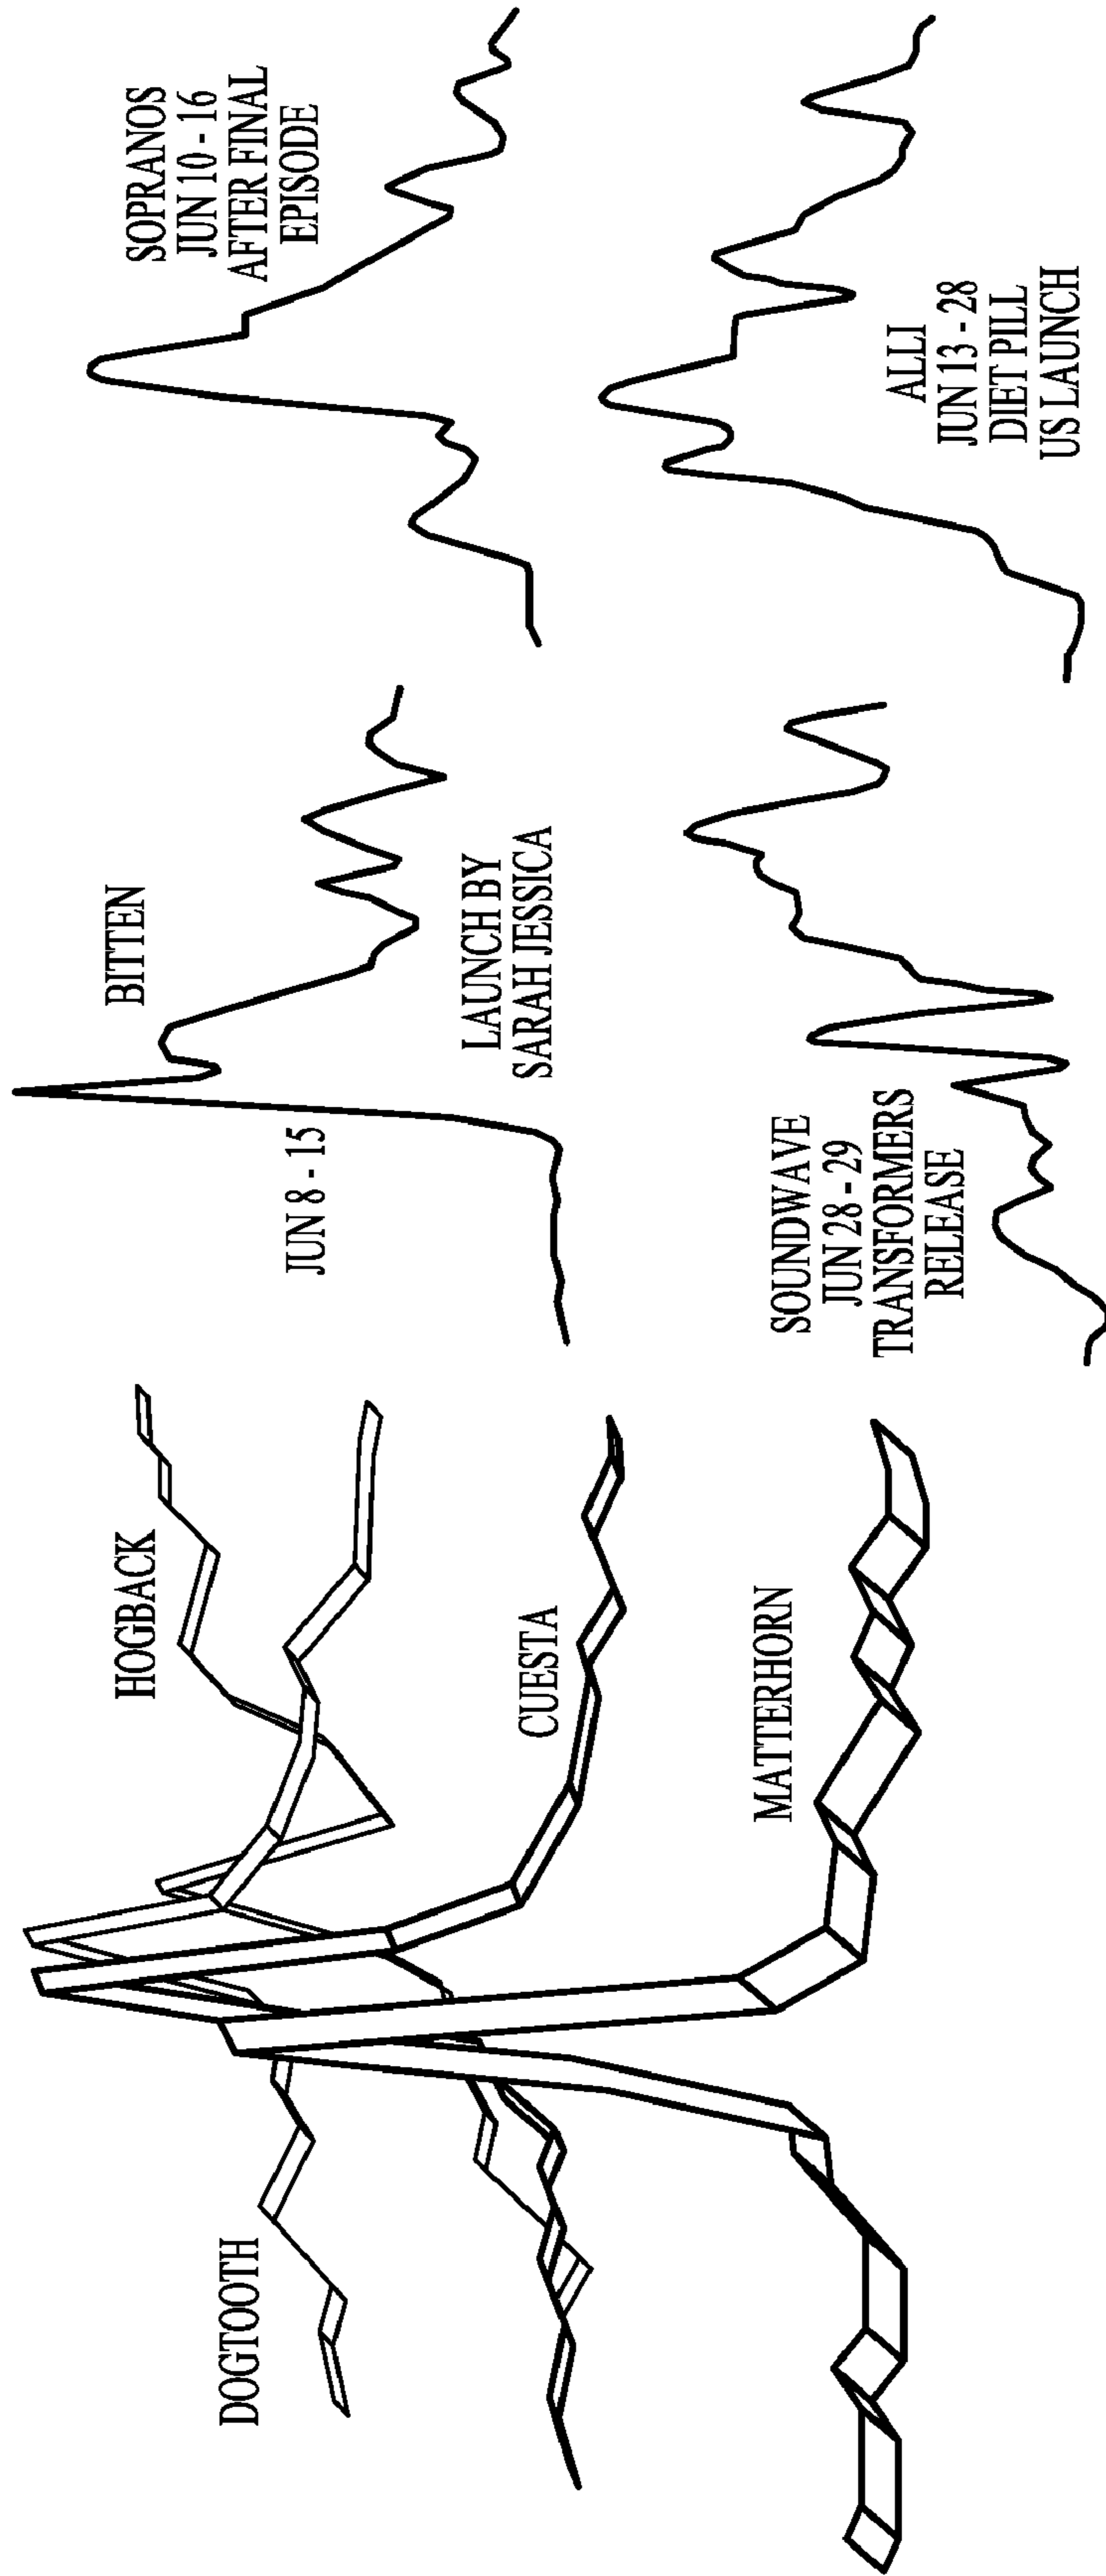 DOGTOOTH
HOGBACK
CUESTA
MATTERHORN
BITTEN
JUN 8 - 15
LAUNCH BY
SARAH JESSICA
SOPRANOS
JUN 10 - 16
AFTER FINAL
EPISODE
SOUNDWAVE
JUN 28 - 29
TRANSFORMERS
RELEASE
ALLI
JUN 13 - 28
DIET PILL
US LAUNCH